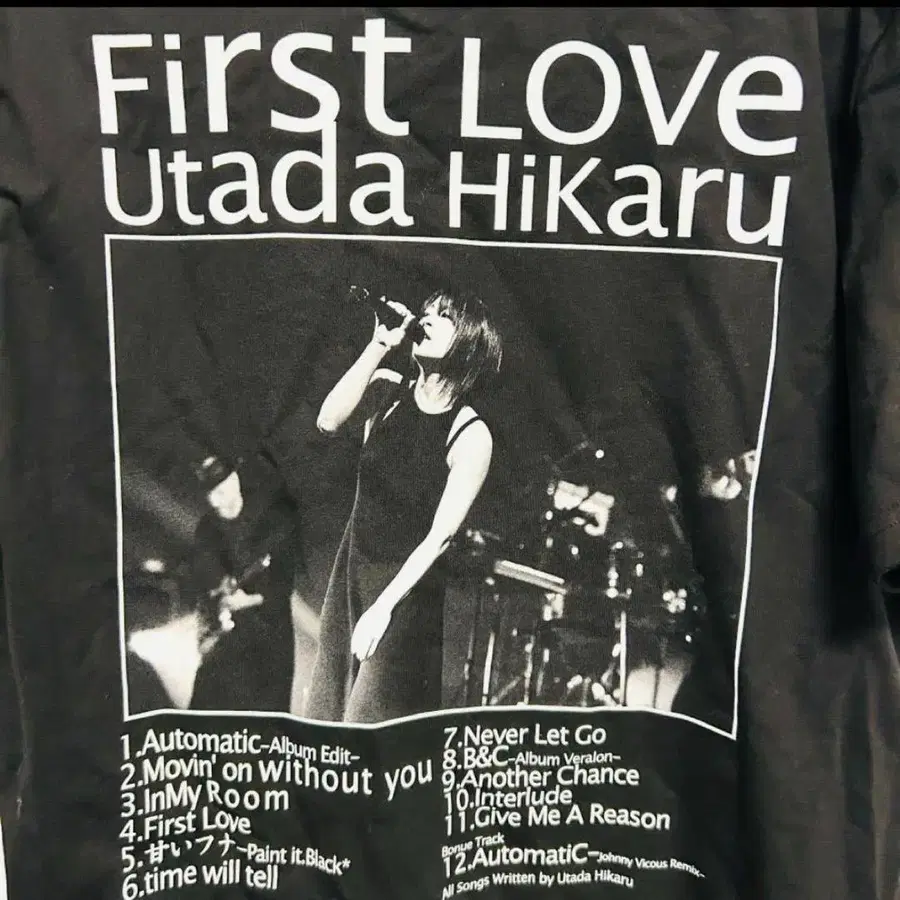 First LOVe
Utada HiKaru
1.Automatic-Album Edit-
2.Movin' on without you
3.InMy Room
4.First Love
5.甘いフナ-Paint it.Black*
6.time will tell
7.Never Let Go
8.B&C-Album Veralon-
9.Another Chance
10.Interlude
11.Give Me A Reason
Bonue Track
12.AutomatiC-Johnny Vicous Remix-
All Songs Written by Utada Hikaru